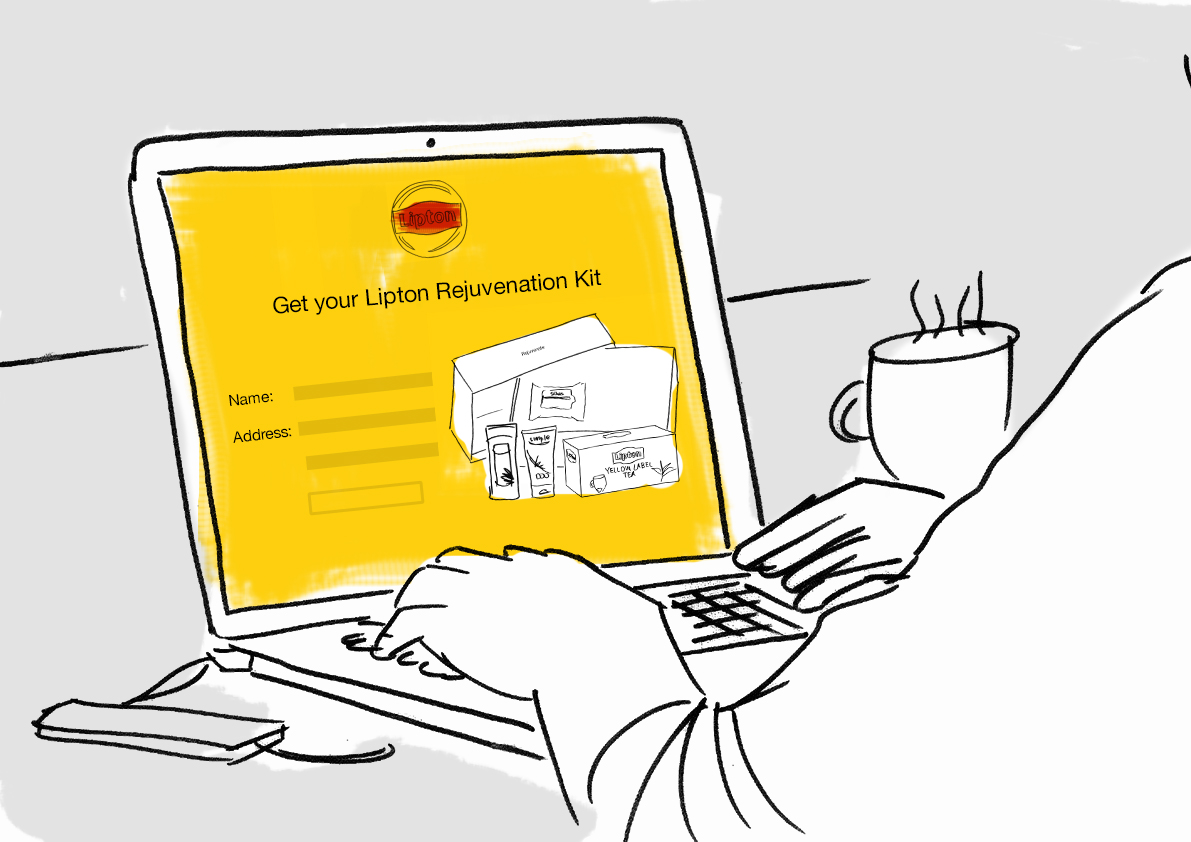 Lipton
Get your Lipton Rejuvenation Kit
Name:
Address:
Lipton
YELLOW LABEL
TEA